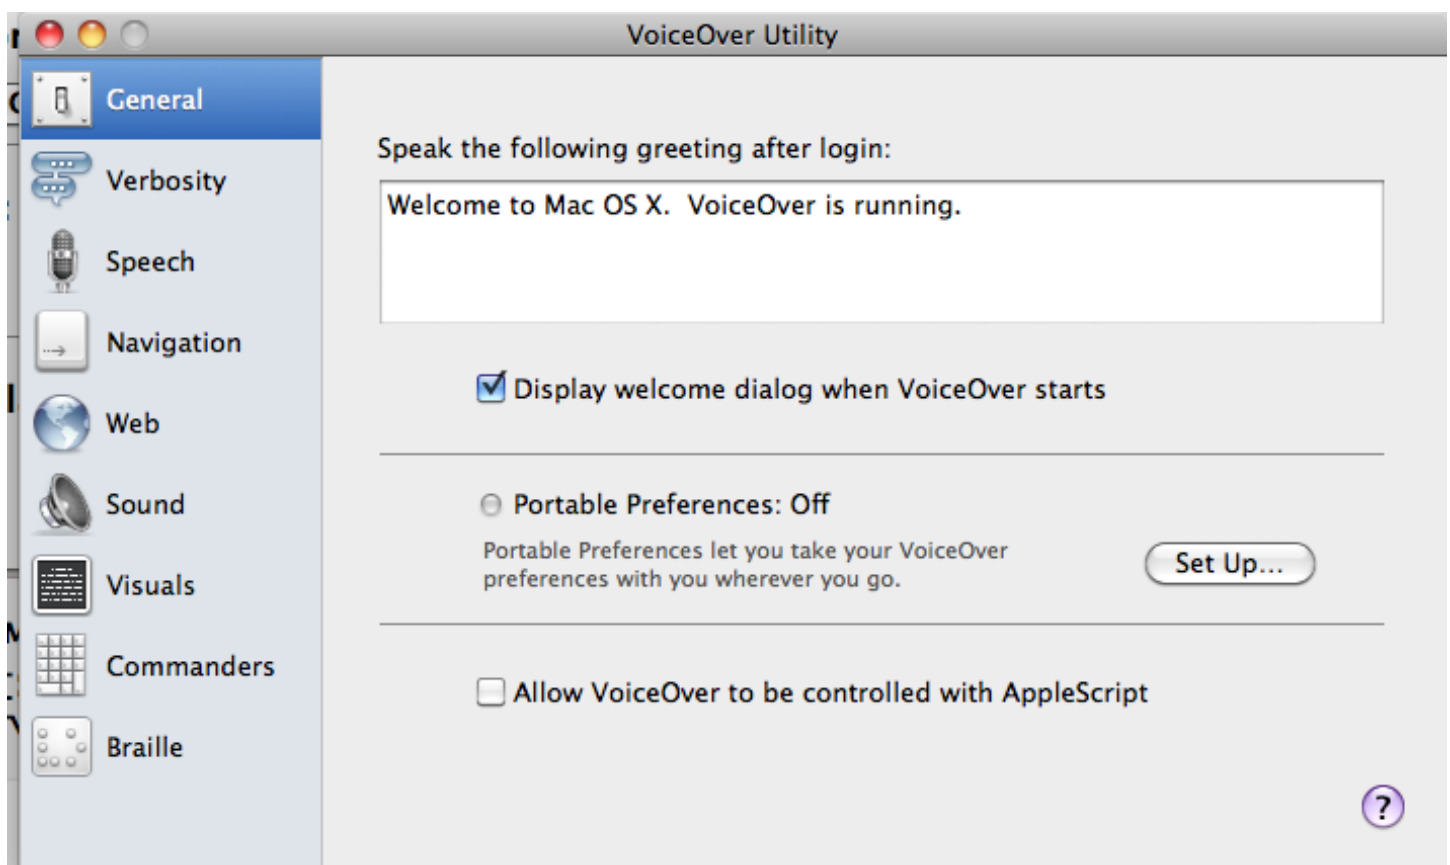 VoiceOver Utility
General
Verbosity
Speech
Navigation
Web
Sound
Visuals
Commanders
Braille
Speak the following greeting after login:
Welcome to Mac OS X.  VoiceOver is running.
Display welcome dialog when VoiceOver starts
Portable Preferences: Off
Portable Preferences let you take your VoiceOver
preferences with you wherever you go.
Set Up...
Allow VoiceOver to be controlled with AppleScript
?